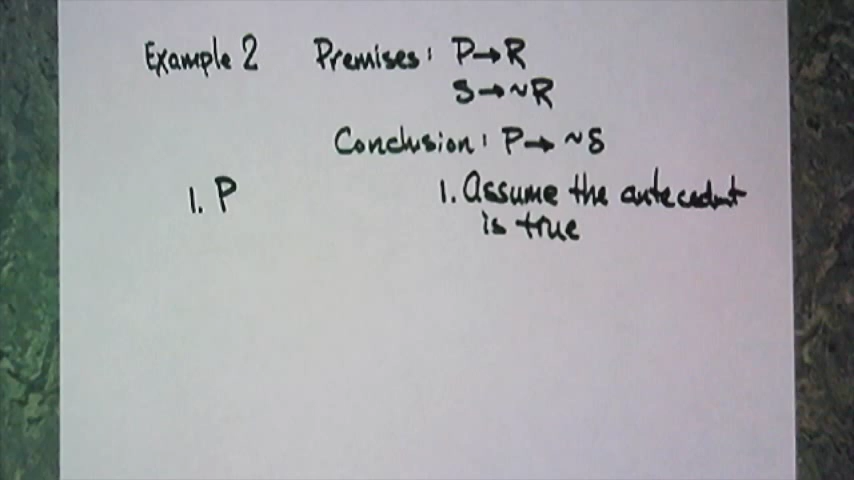 Example 2 Premises: P→R
S→~R
Conclusion: P→ ~S
1. P 1. Assume the antecedent
is true